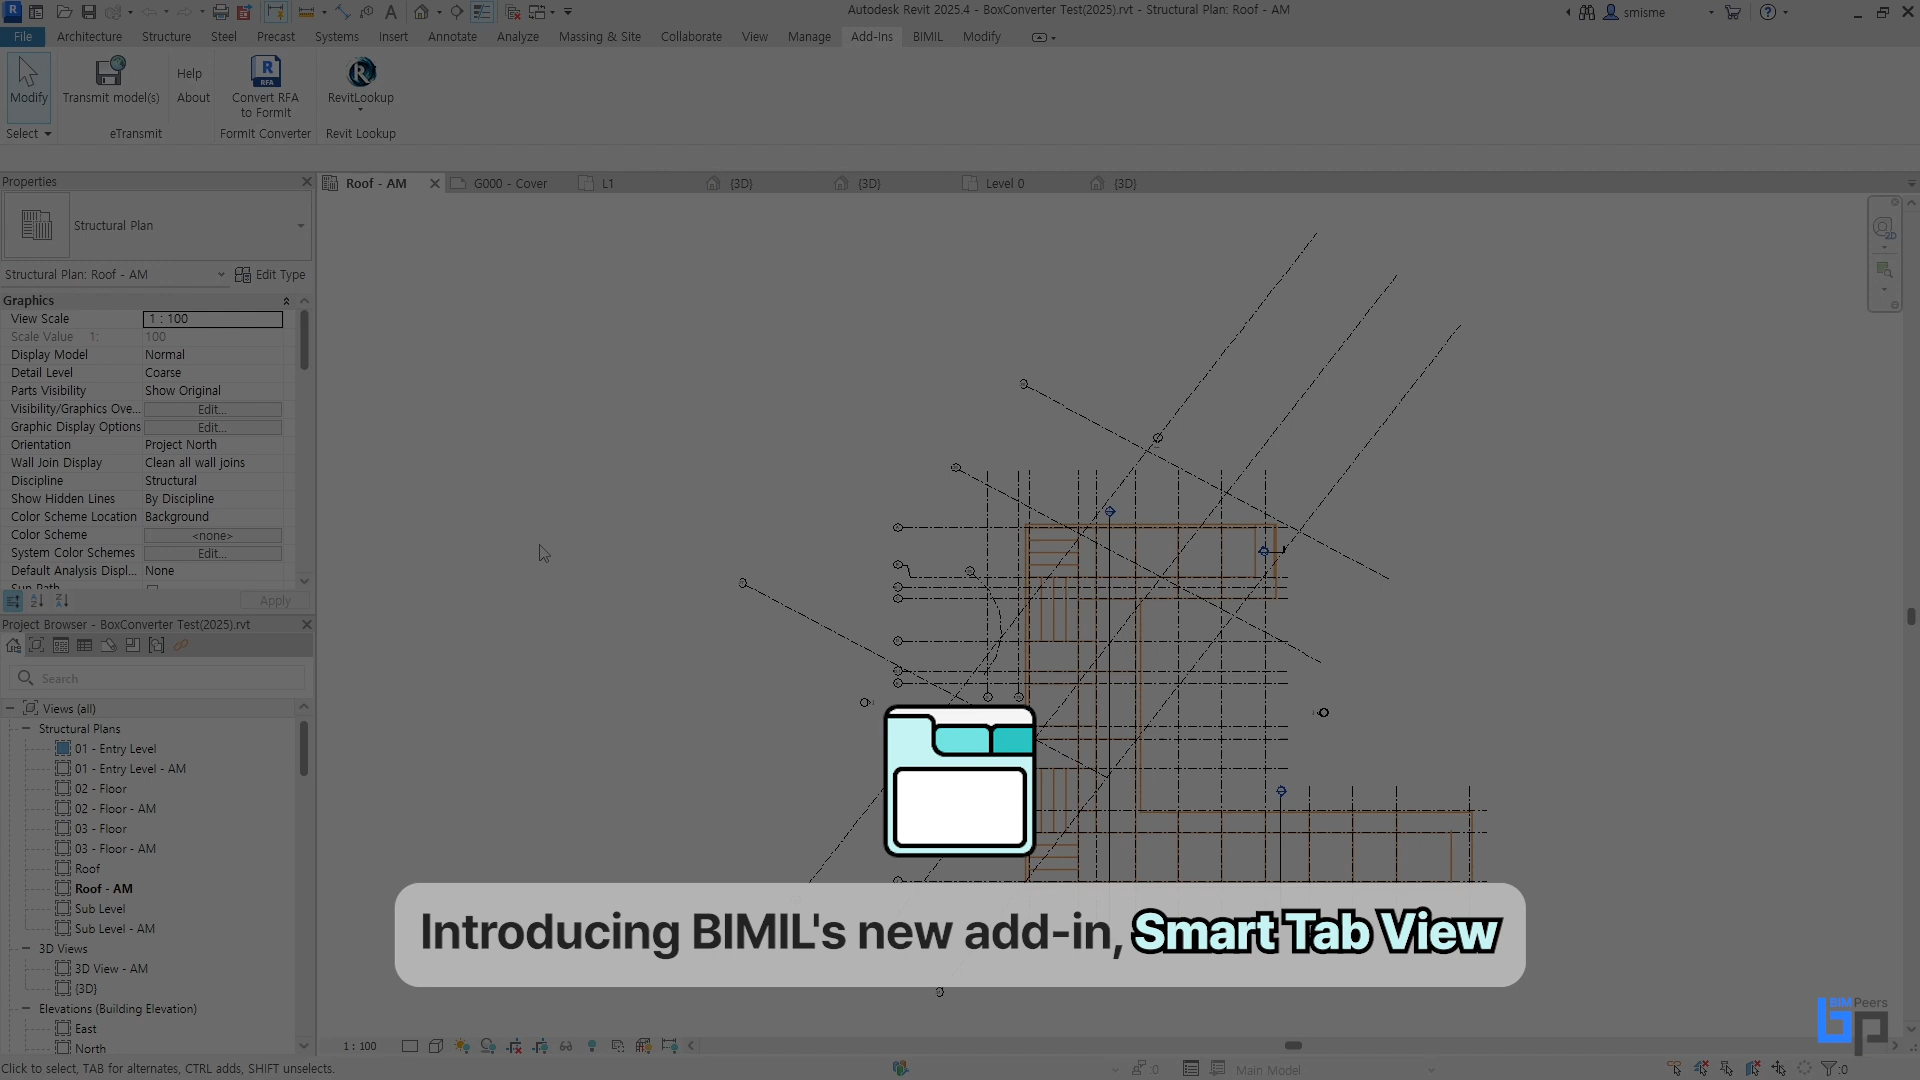 Autodesk Revit 2025.4 - BoxConverter Test(2025).rvt - Structural Plan: Roof - AM
smisme
File Architecture Structure Steel Precast Systems Insert Annotate Analyze Massing & Site Collaborate View Manage Add-Ins BIMIL Modify
Modify
Transmit model(s)
Help
About
Convert RFA
to FormIt
RevitLookup
Select eTransmit FormIt Converter Revit Lookup
Properties
Roof - AM G000 - Cover L1 {3D} {3D} Level 0 {3D}
Structural Plan
Structural Plan: Roof - AM Edit Type
Graphics
View Scale 1 : 100
Scale Value 1: 100
Display Model Normal
Detail Level Coarse
Parts Visibility Show Original
Visibility/Graphics Ove... Edit...
Graphic Display Options Edit...
Orientation Project North
Wall Join Display Clean all wall joins
Discipline Structural
Show Hidden Lines By Discipline
Color Scheme Location Background
Color Scheme <none>
System Color Schemes Edit...
Default Analysis Displ... None
Sun Path
Apply
Project Browser - BoxConverter Test(2025).rvt
Search
Views (all)
Structural Plans
01 - Entry Level
01 - Entry Level - AM
02 - Floor
02 - Floor - AM
03 - Floor
03 - Floor - AM
Roof
Roof - AM
Sub Level
Sub Level - AM
3D Views
3D View - AM
{3D}
Elevations (Building Elevation)
East
North
Introducing BIMIL's new add-in, Smart Tab View
BIMPeers
1 : 100
Click to select, TAB for alternates, CTRL adds, SHIFT unselects.
:0
Main Model
:0